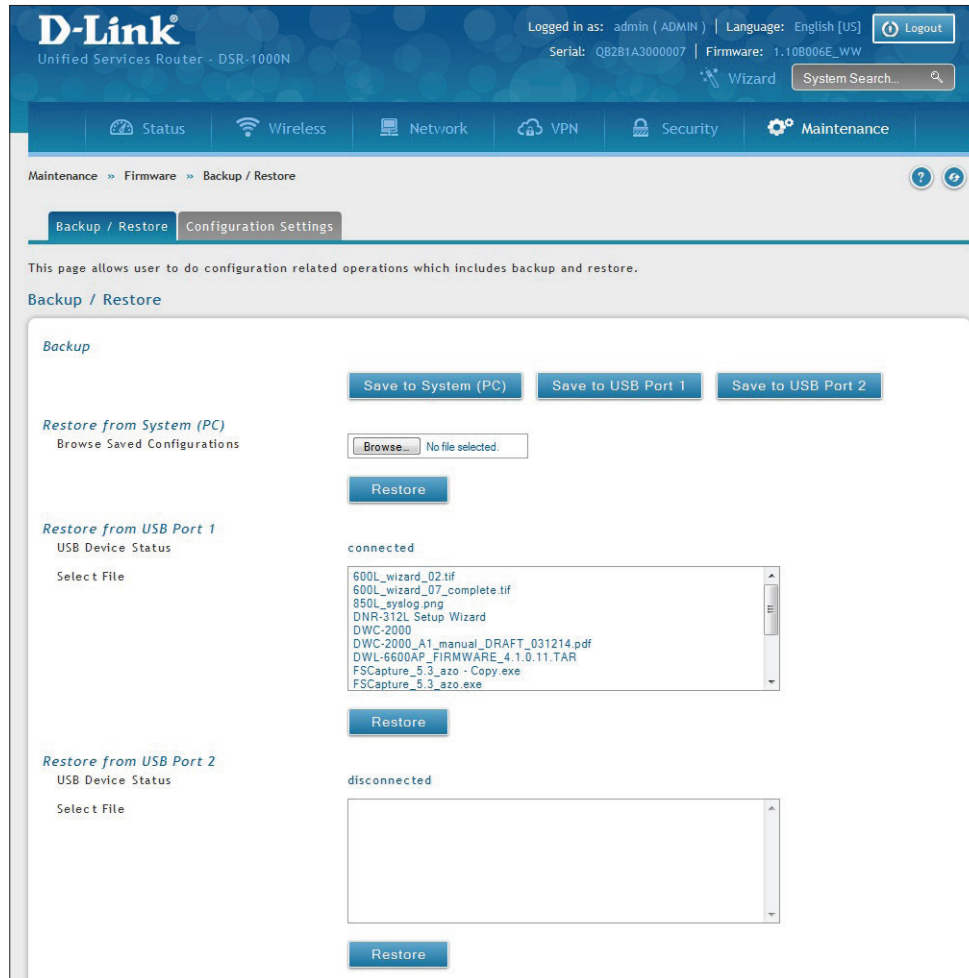 D-Link®
Unified Services Router - DSR-1000N
Logged in as: admin ( ADMIN ) | Language: English [US]
Logout
Serial: QB2B1A3000007 | Firmware: 1.10B006E_WW
Wizard
System Search...
Status
Wireless
Network
VPN
Security
Maintenance
Maintenance » Firmware » Backup / Restore
?
Backup / Restore
Configuration Settings
This page allows user to do configuration related operations which includes backup and restore.
Backup / Restore
Backup
Save to System (PC)
Save to USB Port 1
Save to USB Port 2
Restore from System (PC)
Browse Saved Configurations
Browse... No file selected.
Restore
Restore from USB Port 1
USB Device Status
connected
Select File
600L_wizard_02.tif
600L_wizard_07_complete.tif
850L_syslog.png
DNR-312L Setup Wizard
DWC-2000
DWC-2000_A1_manual_DRAFT_031214.pdf
DWL-6600AP_FIRMWARE_4.1.0.11.TAR
FSCapture_5.3_azo - Copy.exe
FSCapture_5.3_azo.exe
Restore
Restore from USB Port 2
USB Device Status
disconnected
Select File
Restore